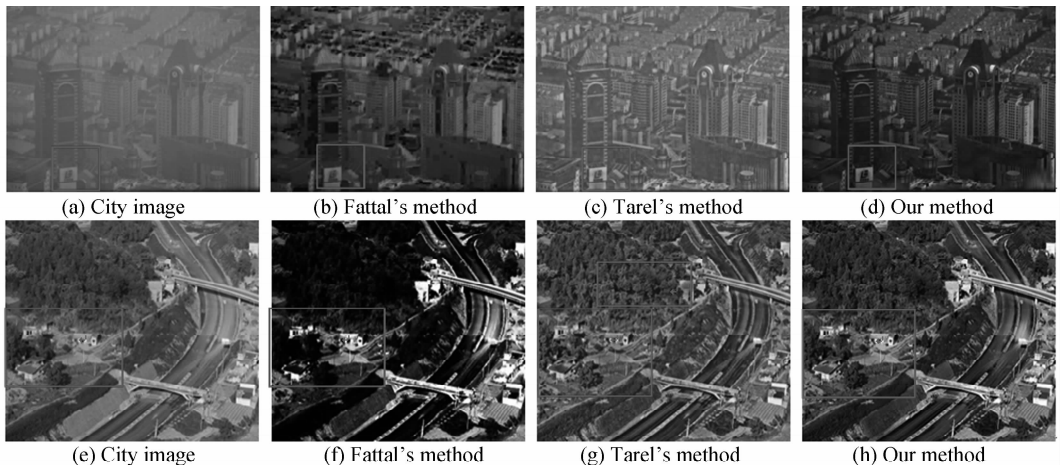 (a) City image
(b) Fattal's method
(c) Tarel's method
(d) Our method
(e) City image
(f) Fattal's method
(g) Tarel's method
(h) Our method